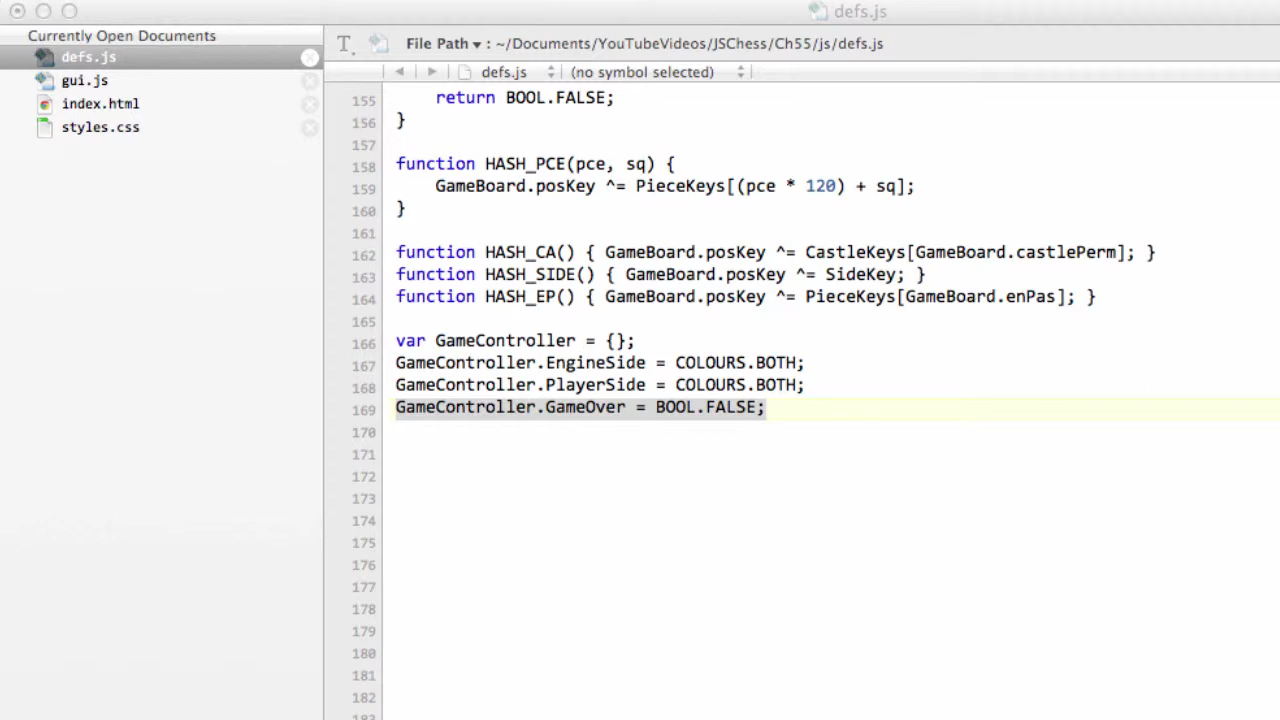 defs.js
Currently Open Documents
defs.js
gui.js
index.html
styles.css
File Path ▾ : ~/Documents/YouTubeVideos/JSChess/Ch55/js/defs.js
defs.js (no symbol selected)
155 return BOOL.FALSE;
156 }
157
158 function HASH_PCE(pce, sq) {
159 GameBoard.posKey ^= PieceKeys[(pce * 120) + sq];
160 }
161
162 function HASH_CA() { GameBoard.posKey ^= CastleKeys[GameBoard.castlePerm]; }
163 function HASH_SIDE() { GameBoard.posKey ^= SideKey; }
164 function HASH_EP() { GameBoard.posKey ^= PieceKeys[GameBoard.enPas]; }
165
166 var GameController = {};
167 GameController.EngineSide = COLOURS.BOTH;
168 GameController.PlayerSide = COLOURS.BOTH;
169 GameController.GameOver = BOOL.FALSE;
170
171
172
173
174
175
176
177
178
179
180
181
182
183